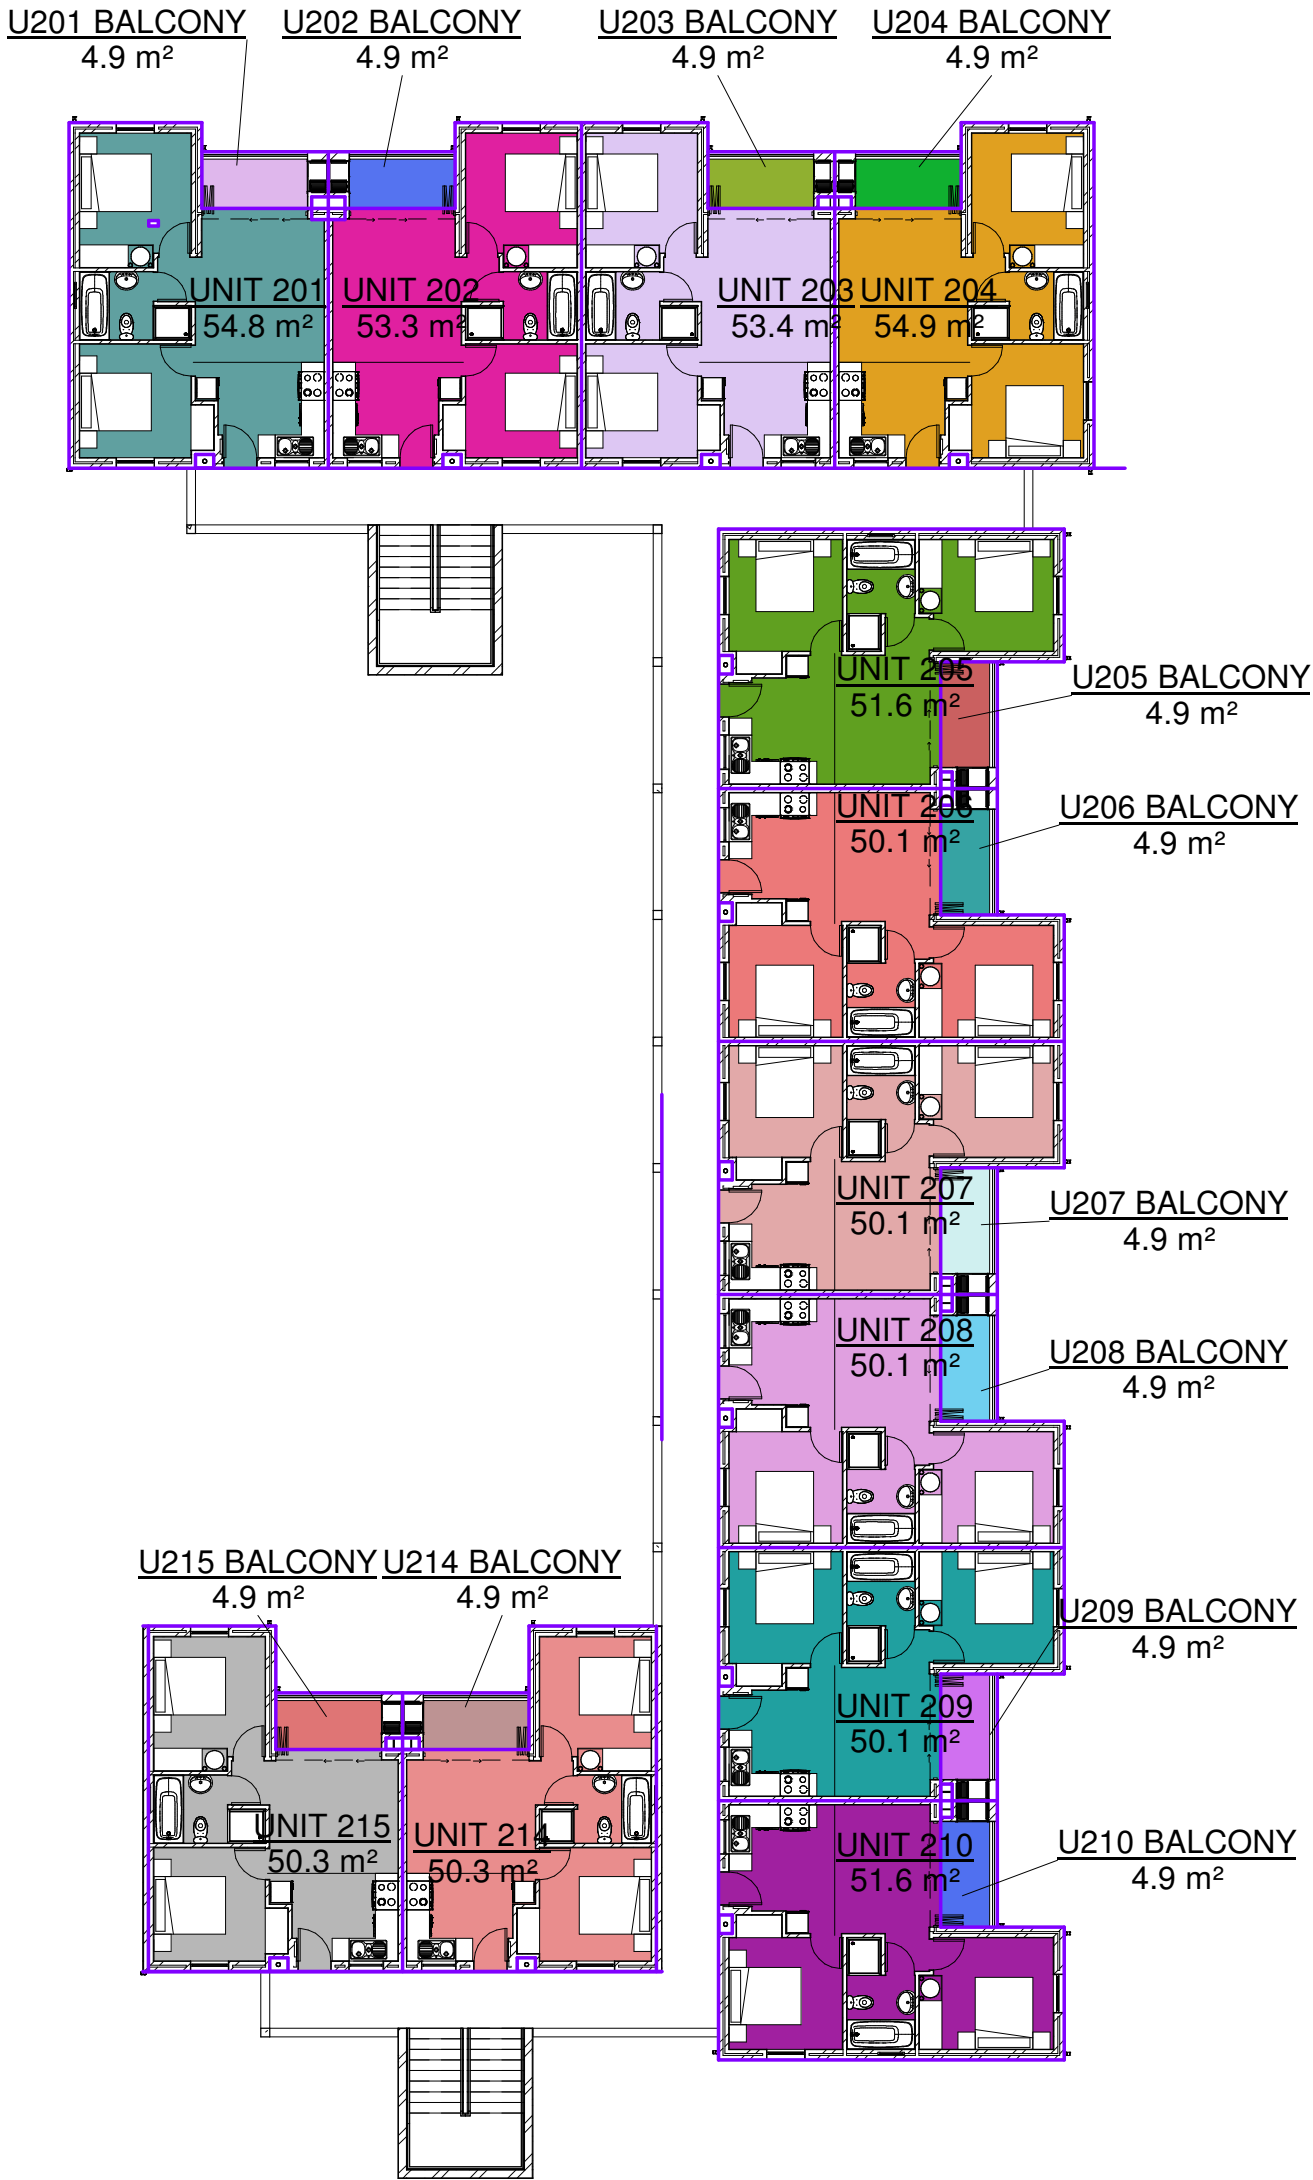 U201 BALCONY
4.9 m²
U202 BALCONY
4.9 m²
U203 BALCONY
4.9 m²
U204 BALCONY
4.9 m²
UNIT 201
54.8 m²
UNIT 202
53.3 m²
UNIT 203
53.4 m²
UNIT 204
54.9 m²
UNIT 205
51.6 m²
U205 BALCONY
4.9 m²
UNIT 206
50.1 m²
U206 BALCONY
4.9 m²
UNIT 207
50.1 m²
U207 BALCONY
4.9 m²
UNIT 208
50.1 m²
U208 BALCONY
4.9 m²
U215 BALCONY
4.9 m²
U214 BALCONY
4.9 m²
U209 BALCONY
4.9 m²
UNIT 209
50.1 m²
UNIT 215
50.3 m²
UNIT 214
50.3 m²
UNIT 210
51.6 m²
U210 BALCONY
4.9 m²